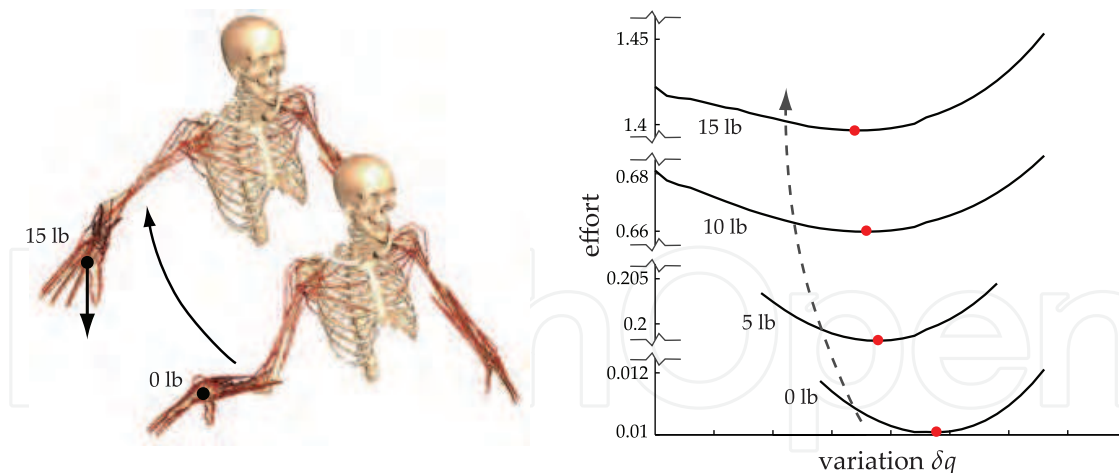 15 lb
0 lb
effort
1.45
1.4
15 lb
0.68
0.66
10 lb
0.205
0.2
5 lb
0.012
0.01
0 lb
variation δq